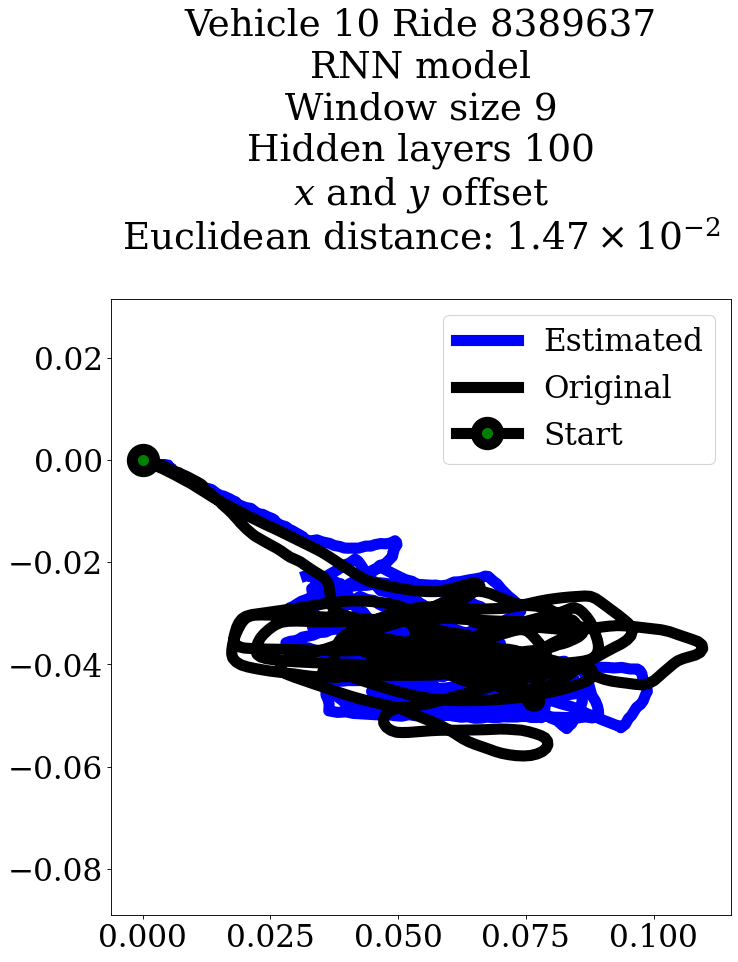 Vehicle 10 Ride 8389637
RNN model
Window size 9
Hidden layers 100
x and y offset
Euclidean distance: 1.47 × 10⁻²
Estimated
Original
Start
0.02
0.00
−0.02
−0.04
−0.06
−0.08
0.000 0.025 0.050 0.075 0.100